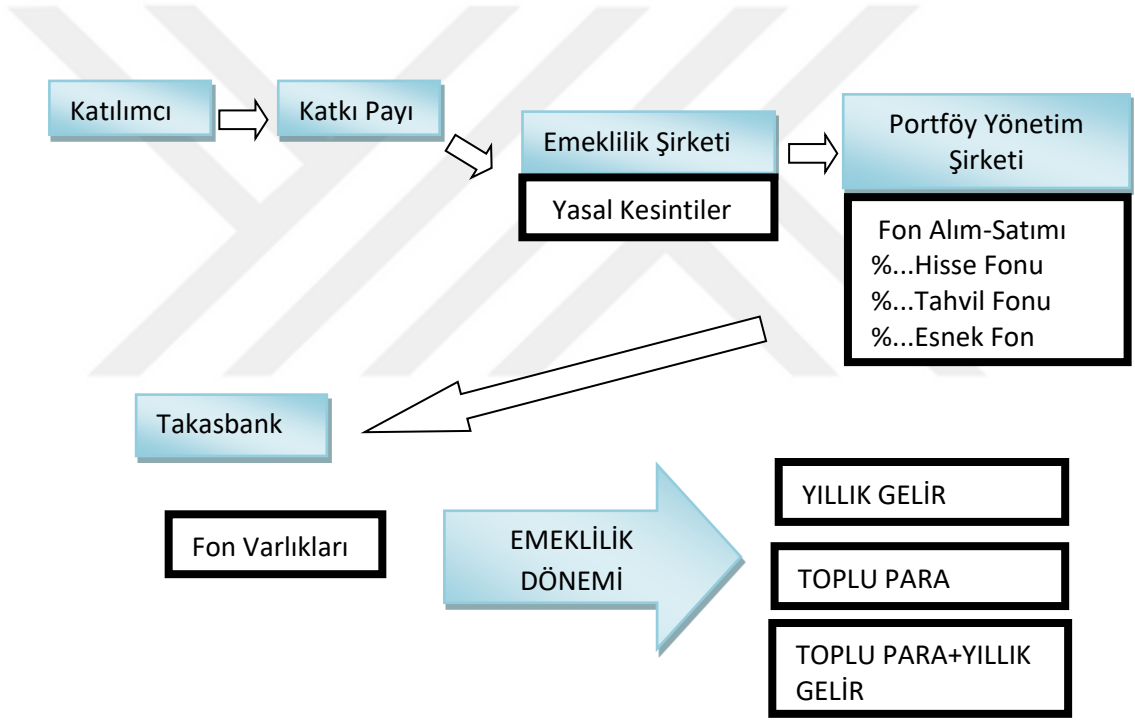 Katılımcı
Katkı Payı
Emeklilik Şirketi
Yasal Kesintiler
Portföy Yönetim
Şirketi
Fon Alım-Satımı
%...Hisse Fonu
%...Tahvil Fonu
%...Esnek Fon
Takasbank
Fon Varlıkları
EMEKLİLİK
DÖNEMİ
YILLIK GELİR
TOPLU PARA
TOPLU PARA+YILLIK
GELİR